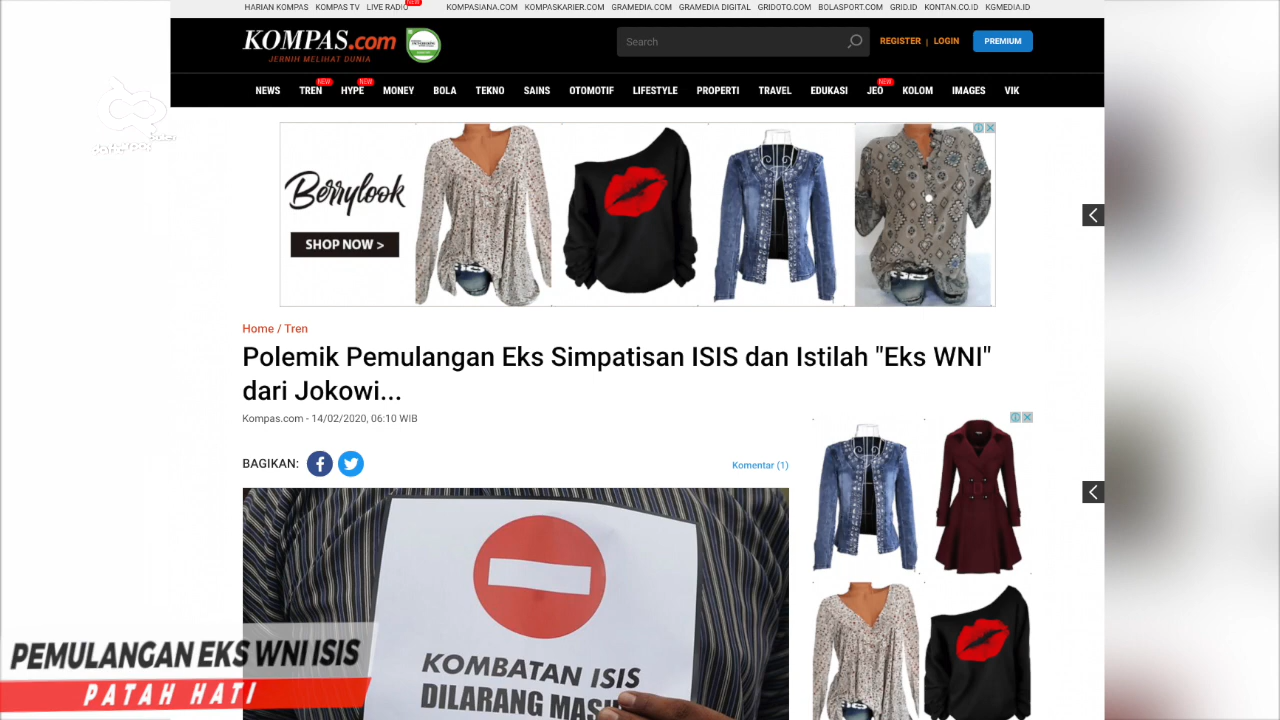 HARIAN KOMPAS KOMPAS TV LIVE RADIO NEW KOMPASIANA.COM KOMPASKARIER.COM GRAMEDIA.COM GRAMEDIA DIGITAL GRIDOTO.COM BOLASPORT.COM GRID.ID KONTAN.CO.ID KGMEDIA.ID
KOMPAS.com
JERNIH MELIHAT DUNIA
Search
REGISTER | LOGIN PREMIUM
NEWS TREN NEW HYPE NEW MONEY BOLA TEKNO SAINS OTOMOTIF LIFESTYLE PROPERTI TRAVEL EDUKASI JEO NEW KOLOM IMAGES VIK
Berrylook
SHOP NOW >
Home / Tren
Polemik Pemulangan Eks Simpatisan ISIS dan Istilah "Eks WNI"
dari Jokowi...
Kompas.com - 14/02/2020, 06:10 WIB
BAGIKAN:
Komentar (1)
KOMBATAN ISIS
DILARANG
PEMULANGAN EKS WNI ISIS
PATAH HATI